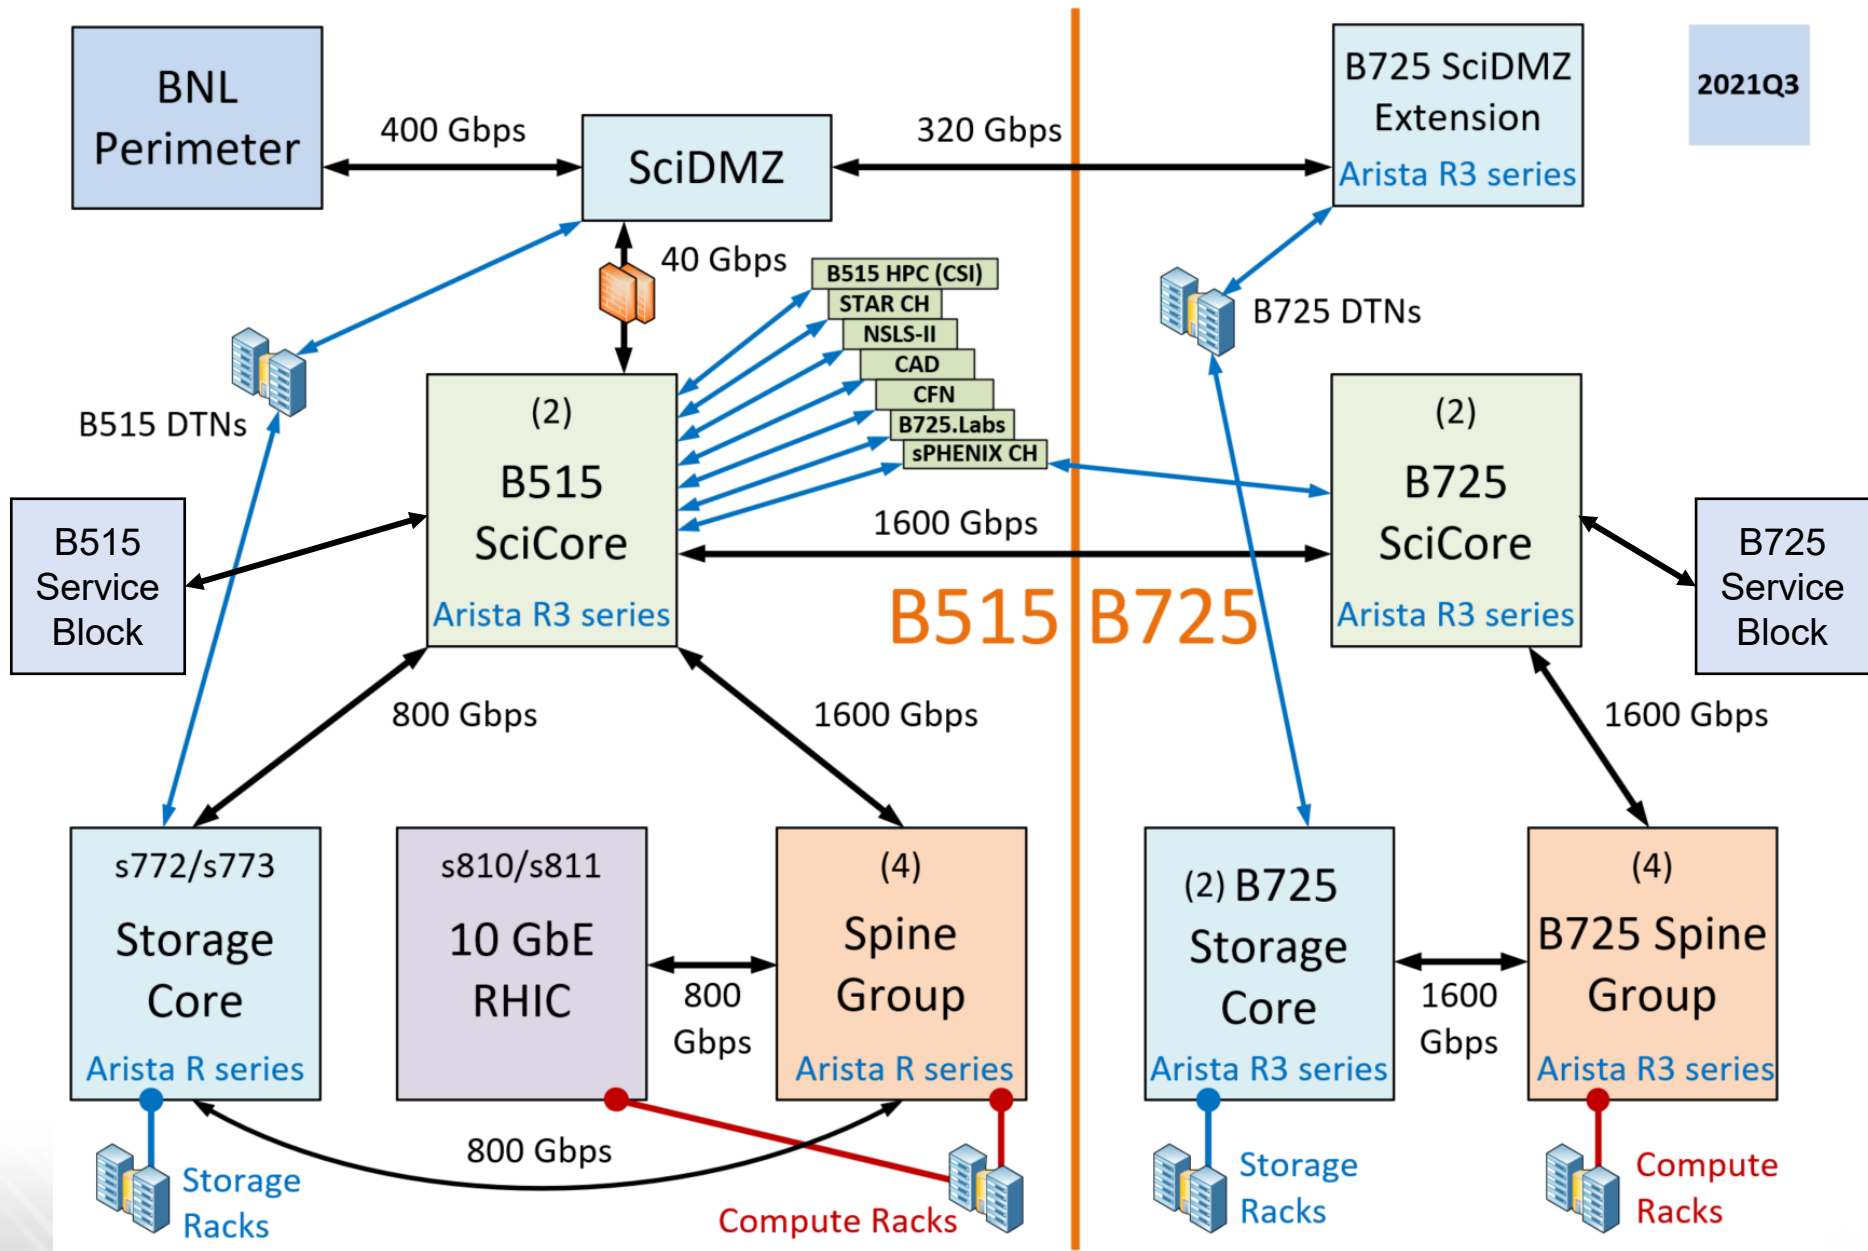 BNL
Perimeter
400 Gbps
SciDMZ
320 Gbps
B725 SciDMZ
Extension
Arista R3 series
2021Q3
40 Gbps
B515 HPC (CSI)
STAR CH
NSLS-II
CAD
CFN
B725.Labs
sPHENIX CH
B515 DTNs
B725 DTNs
(2)
B515
SciCore
Arista R3 series
1600 Gbps
(2)
B725
SciCore
Arista R3 series
B515
Service
Block
B725
Service
Block
B515
B725
800 Gbps
1600 Gbps
1600 Gbps
s772/s773
Storage
Core
Arista R series
s810/s811
10 GbE
RHIC
800
Gbps
(4)
Spine
Group
Arista R series
(2) B725
Storage
Core
Arista R3 series
1600
Gbps
(4)
B725 Spine
Group
Arista R3 series
800 Gbps
Storage
Racks
Compute Racks
Storage
Racks
Compute
Racks